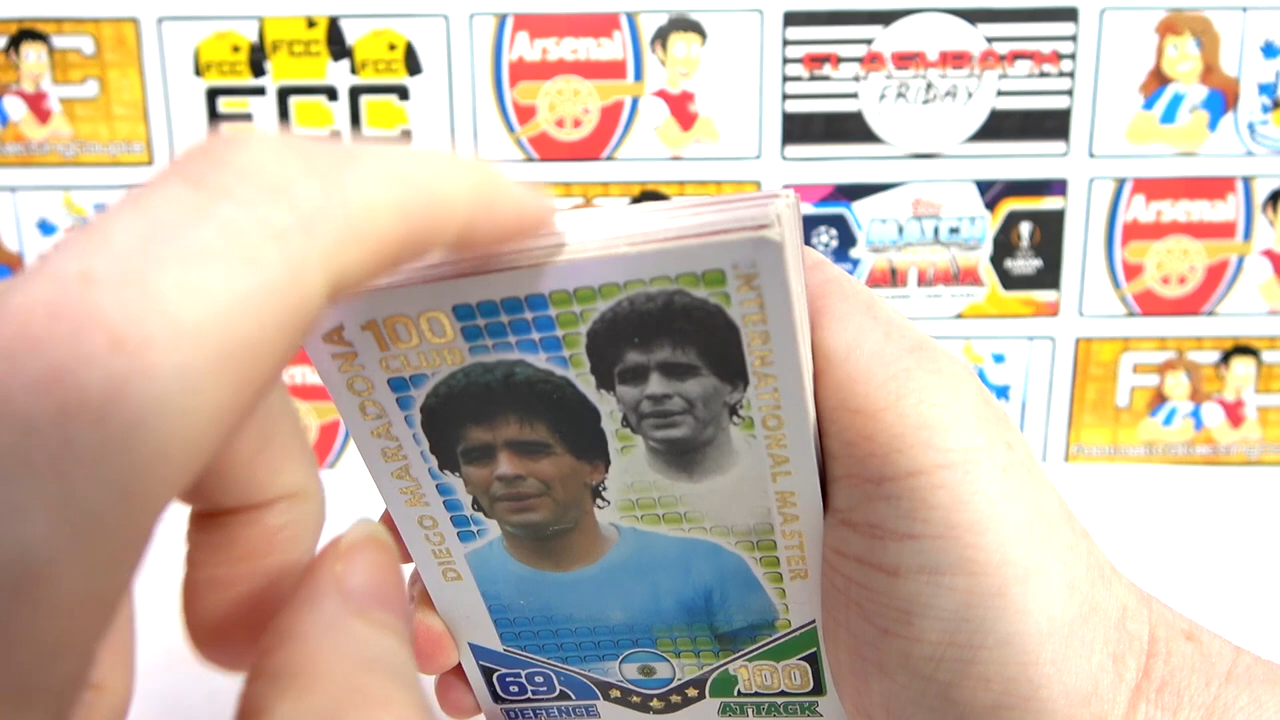 FCC
FCC
FCC
FCC
Arsenal
FLASHBACK
FRIDAY
Arsenal
topps
MATCH
ATTAX
DIEGO MARADONA
100
CLUB
INTERNATIONAL MASTER
69
DEFENCE
100
ATTACK